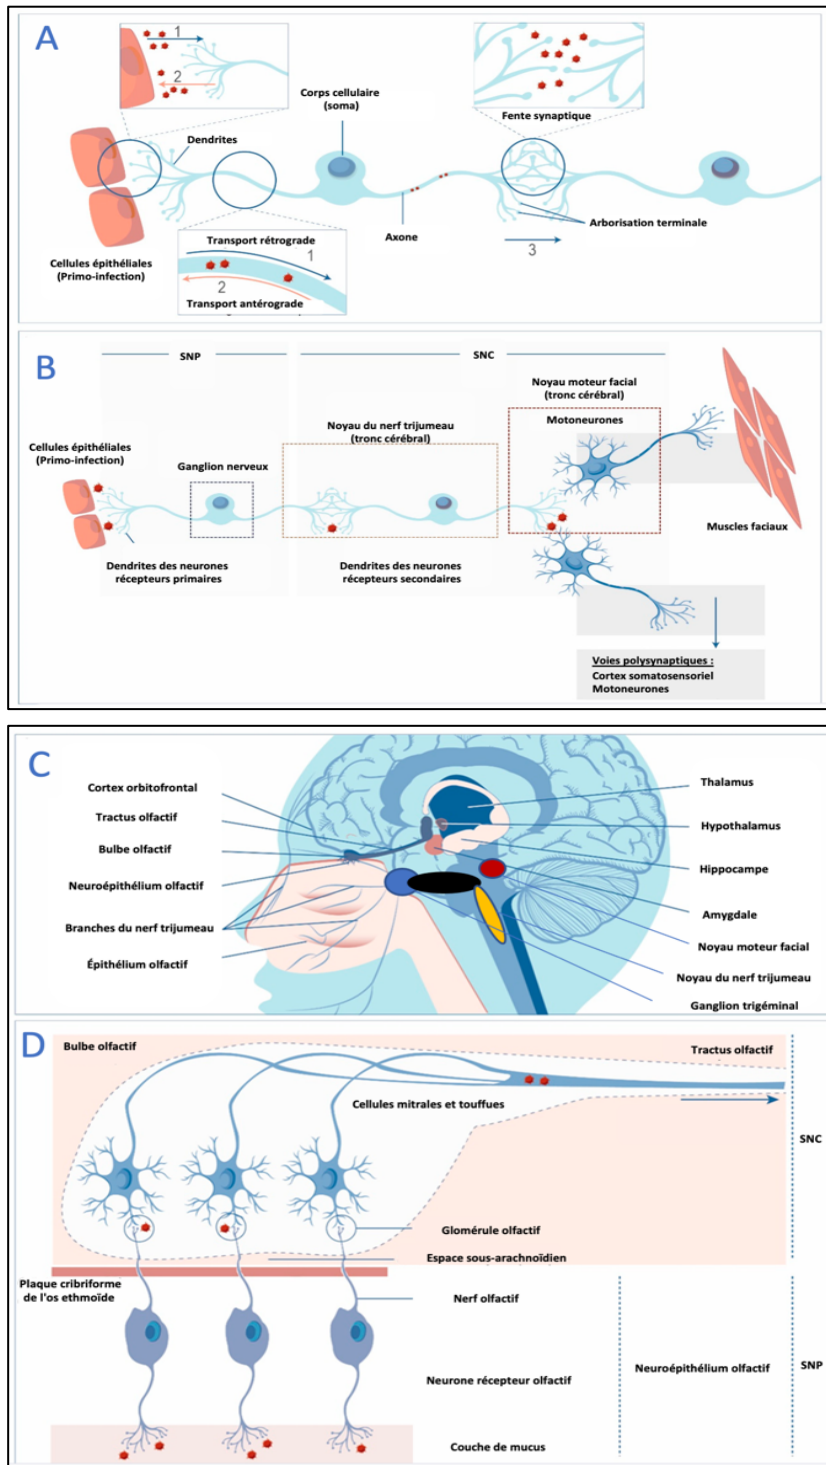 A
1
2
Corps cellulaire
(soma)
Fente synaptique
Dendrites
Axone
Arborisation terminale
3
Cellules épithéliales
(Primo-infection)
Transport rétrograde
1
2
Transport antérograde
B
SNP
SNC
Noyau moteur facial
(tronc cérébral)
Noyau du nerf trijumeau
(tronc cérébral)
Motoneurones
Cellules épithéliales
(Primo-infection)
Ganglion nerveux
Muscles faciaux
Dendrites des neurones
récepteurs primaires
Dendrites des neurones
récepteurs secondaires
Voies polysynaptiques :
Cortex somatosensoriel
Motoneurones
C
Cortex orbitofrontal
Tractus olfactif
Bulbe olfactif
Neuroépithélium olfactif
Branches du nerf trijumeau
Épithélium olfactif
Thalamus
Hypothalamus
Hippocampe
Amygdale
Noyau moteur facial
Noyau du nerf trijumeau
Ganglion trigéminal
D
Bulbe olfactif
Tractus olfactif
Cellules mitrales et touffues
SNC
Glomérule olfactif
Espace sous-arachnoïdien
Plaque cribriforme
de l'os ethmoïde
Nerf olfactif
Neurone récepteur olfactif
Neuroépithélium olfactif
SNP
Couche de mucus